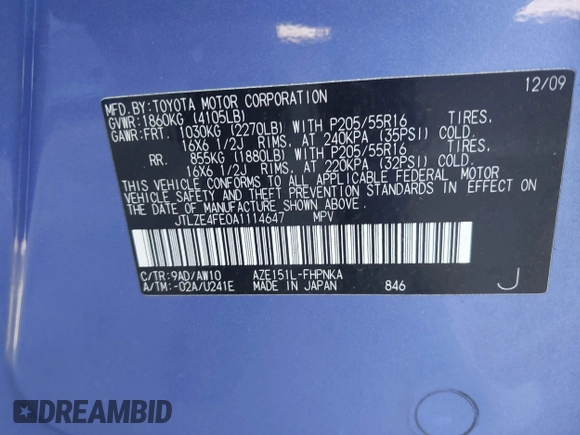 12/09
MFD.BY:TOYOTA MOTOR CORPORATION
GVWR:1860KG (4105LB)
GAWR:FRT. 1030KG (2270LB) WITH P205/55R16 TIRES,
16X6 1/2J RIMS, AT 240KPA (35PSI) COLD.
RR. 855KG (1880LB) WITH P205/55R16 TIRES,
16X6 1/2J RIMS, AT 220KPA (32PSI) COLD.
THIS VEHICLE CONFORMS TO ALL APPLICABLE FEDERAL MOTOR
VEHICLE SAFETY AND THEFT PREVENTION STANDARDS IN EFFECT ON
THE DATE OF MANUFACTURE SHOWN ABOVE.
JTLZE4FE0A1114647 MPV
C/TR:9AD/AW10 AZE151L-FHPNKA
A/TM:-02A/U241E MADE IN JAPAN 846 J
DREAMBID